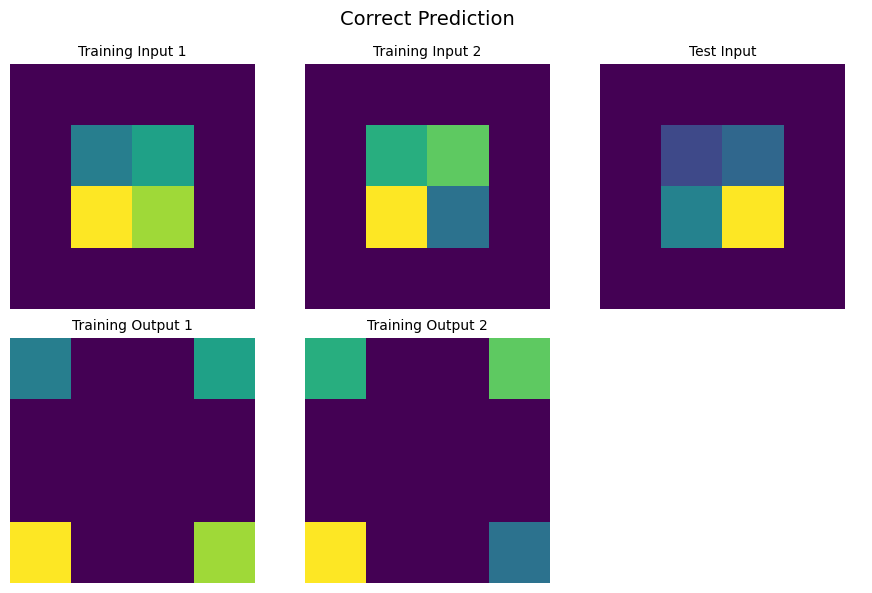 Correct Prediction
Training Input 1
Training Input 2
Test Input
Training Output 1
Training Output 2